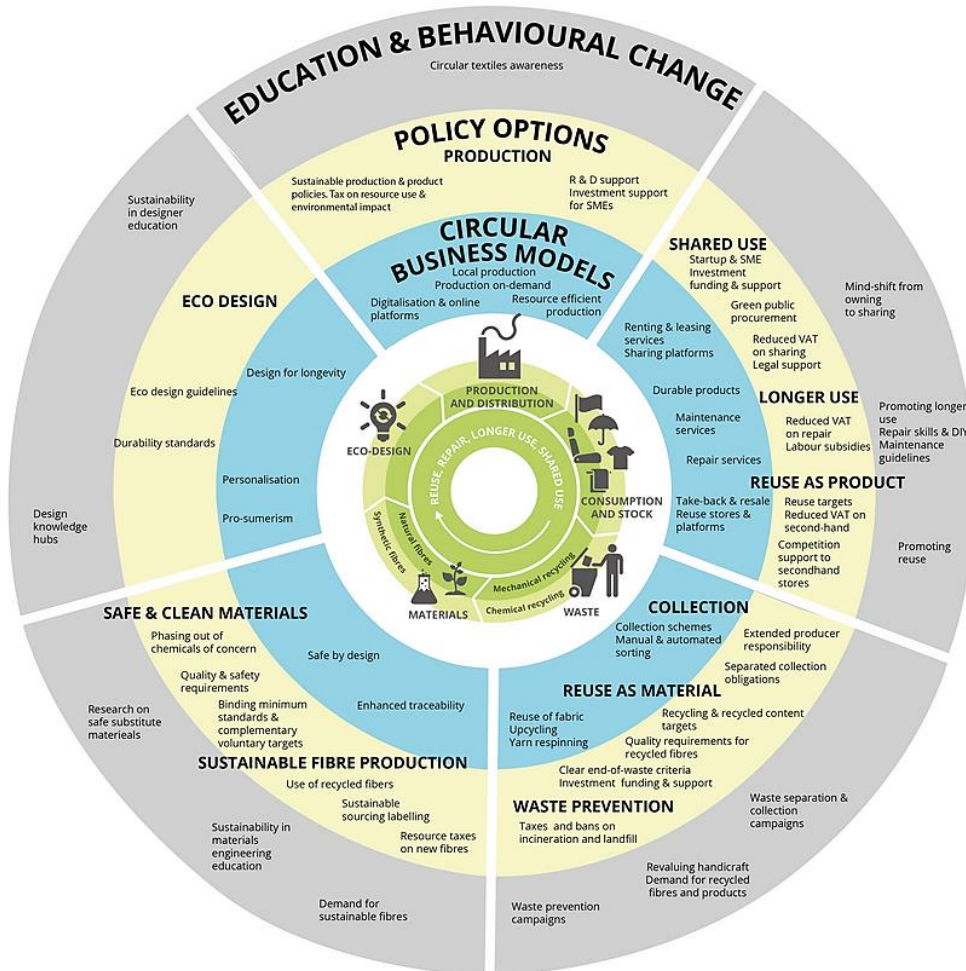 EDUCATION & BEHAVIOURAL CHANGE
Circular textiles awareness
POLICY OPTIONS
PRODUCTION
Sustainable production & product
policies. Tax on resource use &
environmental impact
R & D support
Investment support
for SMEs
CIRCULAR
BUSINESS MODELS
Local production
Production on-demand
Digitalisation & online
platforms
Resource efficient
production
SHARED USE
Startup & SME
Investment
funding & support
Green public
procurement
Reduced VAT
on sharing
Legal support
Mind-shift from
owning
to sharing
Renting & leasing
services
Sharing platforms
Durable products
Maintenance
services
Repair services
LONGER USE
Reduced VAT
on repair
Labour subsidies
Promoting longer
use
Repair skills & DIY
Maintenance
guidelines
REUSE AS PRODUCT
Take-back & resale
Reuse stores &
platforms
Reuse targets
Reduced VAT on
second-hand
Competition
support to
secondhand
stores
Promoting
reuse
COLLECTION
Collection schemes
Manual & automated
sorting
Extended producer
responsibility
Separated collection
obligations
REUSE AS MATERIAL
Reuse of fabric
Upcycling
Yarn respinning
Recycling & recycled content
targets
Quality requirements for
recycled fibres
Clear end-of-waste criteria
Investment funding & support
WASTE PREVENTION
Taxes and bans on
incineration and landfill
Waste separation &
collection
campaigns
Revaluing handicraft
Demand for recycled
fibres and products
Waste prevention
campaigns
SAFE & CLEAN MATERIALS
Phasing out of
chemicals of concern
Quality & safety
requirements
Binding minimum
standards &
complementary
voluntary targets
Safe by design
Enhanced traceability
SUSTAINABLE FIBRE PRODUCTION
Use of recycled fibers
Sustainable
sourcing labelling
Resource taxes
on new fibres
Research on
safe substitute
materieals
Sustainability in
materials
engineering
education
Demand for
sustainable fibres
Sustainability
in designer
education
ECO DESIGN
Eco design guidelines
Durability standards
Design for longevity
Personalisation
Pro-sumerism
Design
knowledge
hubs
PRODUCTION
AND DISTRIBUTION
ECO-DESIGN
REUSE, REPAIR, LONGER USE, SHARED USE
CONSUMPTION
AND STOCK
Synthetic fibres
Natural fibres
Mechanical recycling
Chemical recycling
MATERIALS
WASTE